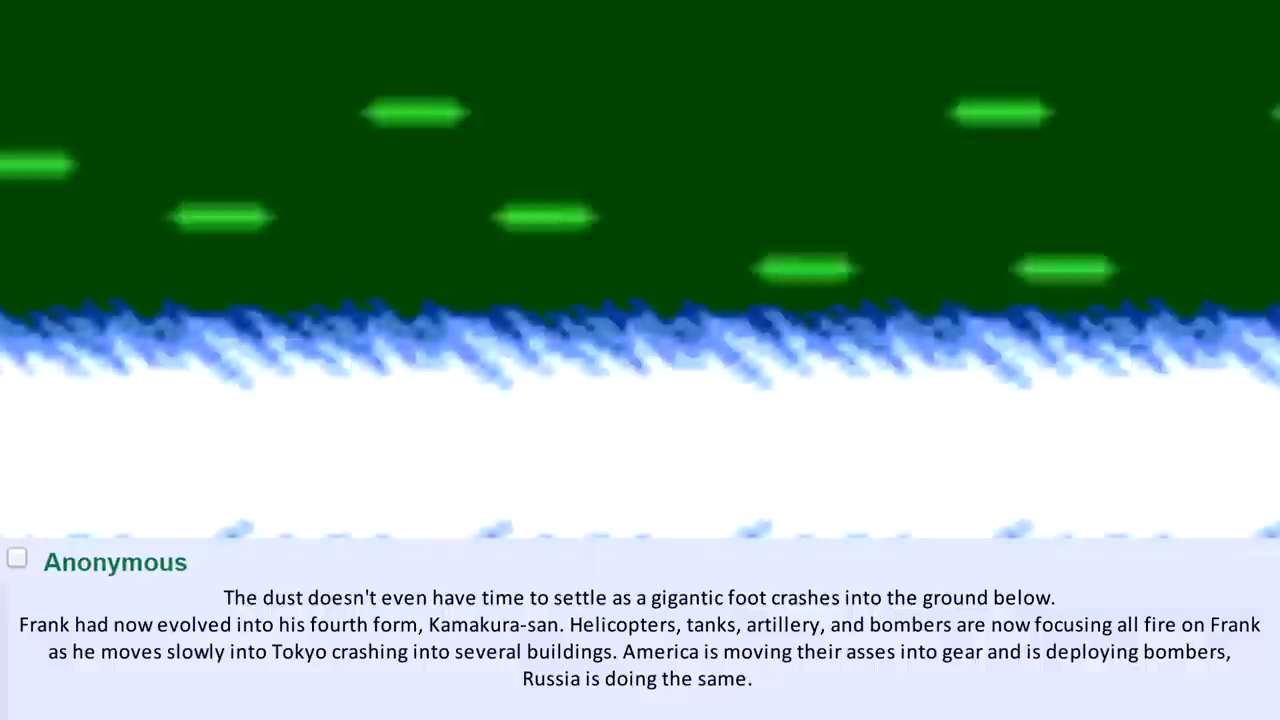 Anonymous
The dust doesn't even have time to settle as a gigantic foot crashes into the ground below.
Frank had now evolved into his fourth form, Kamakura-san. Helicopters, tanks, artillery, and bombers are now focusing all fire on Frank
as he moves slowly into Tokyo crashing into several buildings. America is moving their asses into gear and is deploying bombers,
Russia is doing the same.